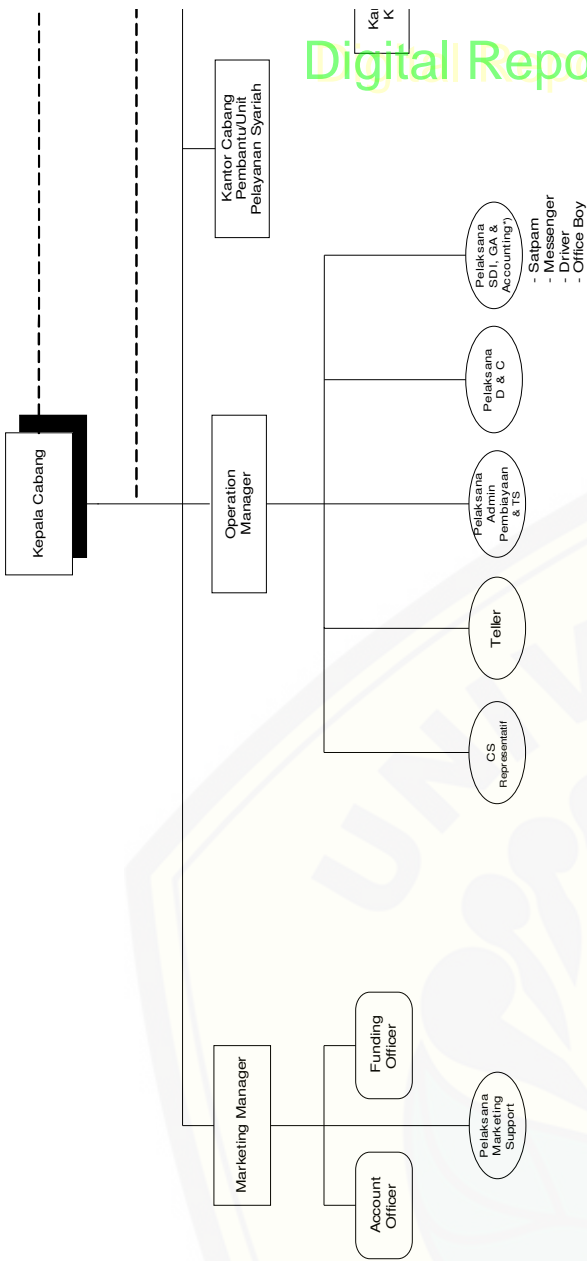 Digital Repo
Kepala Cabang
Marketing Manager
Operation
Manager
Kantor Cabang
Pembantu/Unit
Pelayanan Syariah
Account
Officer
Funding
Officer
Pelaksana
Marketing
Support
CS
Representatif
Teller
Pelaksana
Admin
Pembiayaan
& TS
Pelaksana
D & C
Pelaksana
SDI, GA &
Accounting*)
- Satpam
- Messenger
- Driver
- Office Boy
K
UNIV